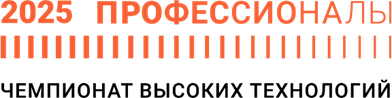 2025 ПРОФЕССИОНАЛЫ
ЧЕМПИОНАТ ВЫСОКИХ ТЕХНОЛОГИЙ